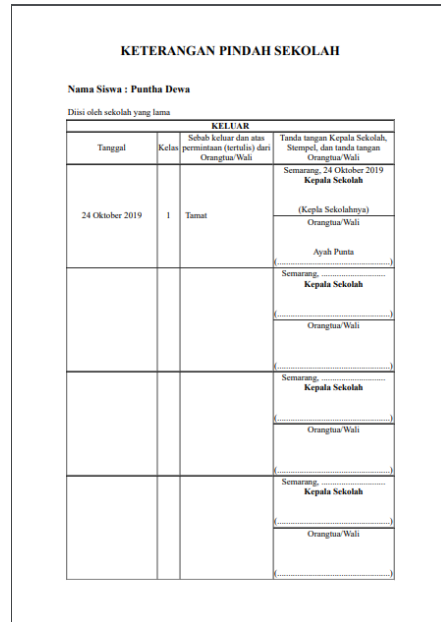 KETERANGAN PINDAH SEKOLAH
Nama Siswa : Puntha Dewa
Diisi oleh sekolah yang lama
KELUAR
Tanggal
Kelas
Sebab keluar dan atas
permintaan (tertulis) dari
Orangtua/Wali
Tanda tangan Kepala Sekolah,
Stempel, dan tanda tangan
Orangtua/Wali
24 Oktober 2019
1
Tamat
Semarang, 24 Oktober 2019
Kepala Sekolah
(Kepla Sekolahnya)
Orangtua/Wali
Ayah Punta
(..................................................)
Semarang, ............................
Kepala Sekolah
(..................................................)
Orangtua/Wali
(..................................................)
Semarang, ............................
Kepala Sekolah
(..................................................)
Orangtua/Wali
(..................................................)
Semarang, ............................
Kepala Sekolah
(..................................................)
Orangtua/Wali
(..................................................)